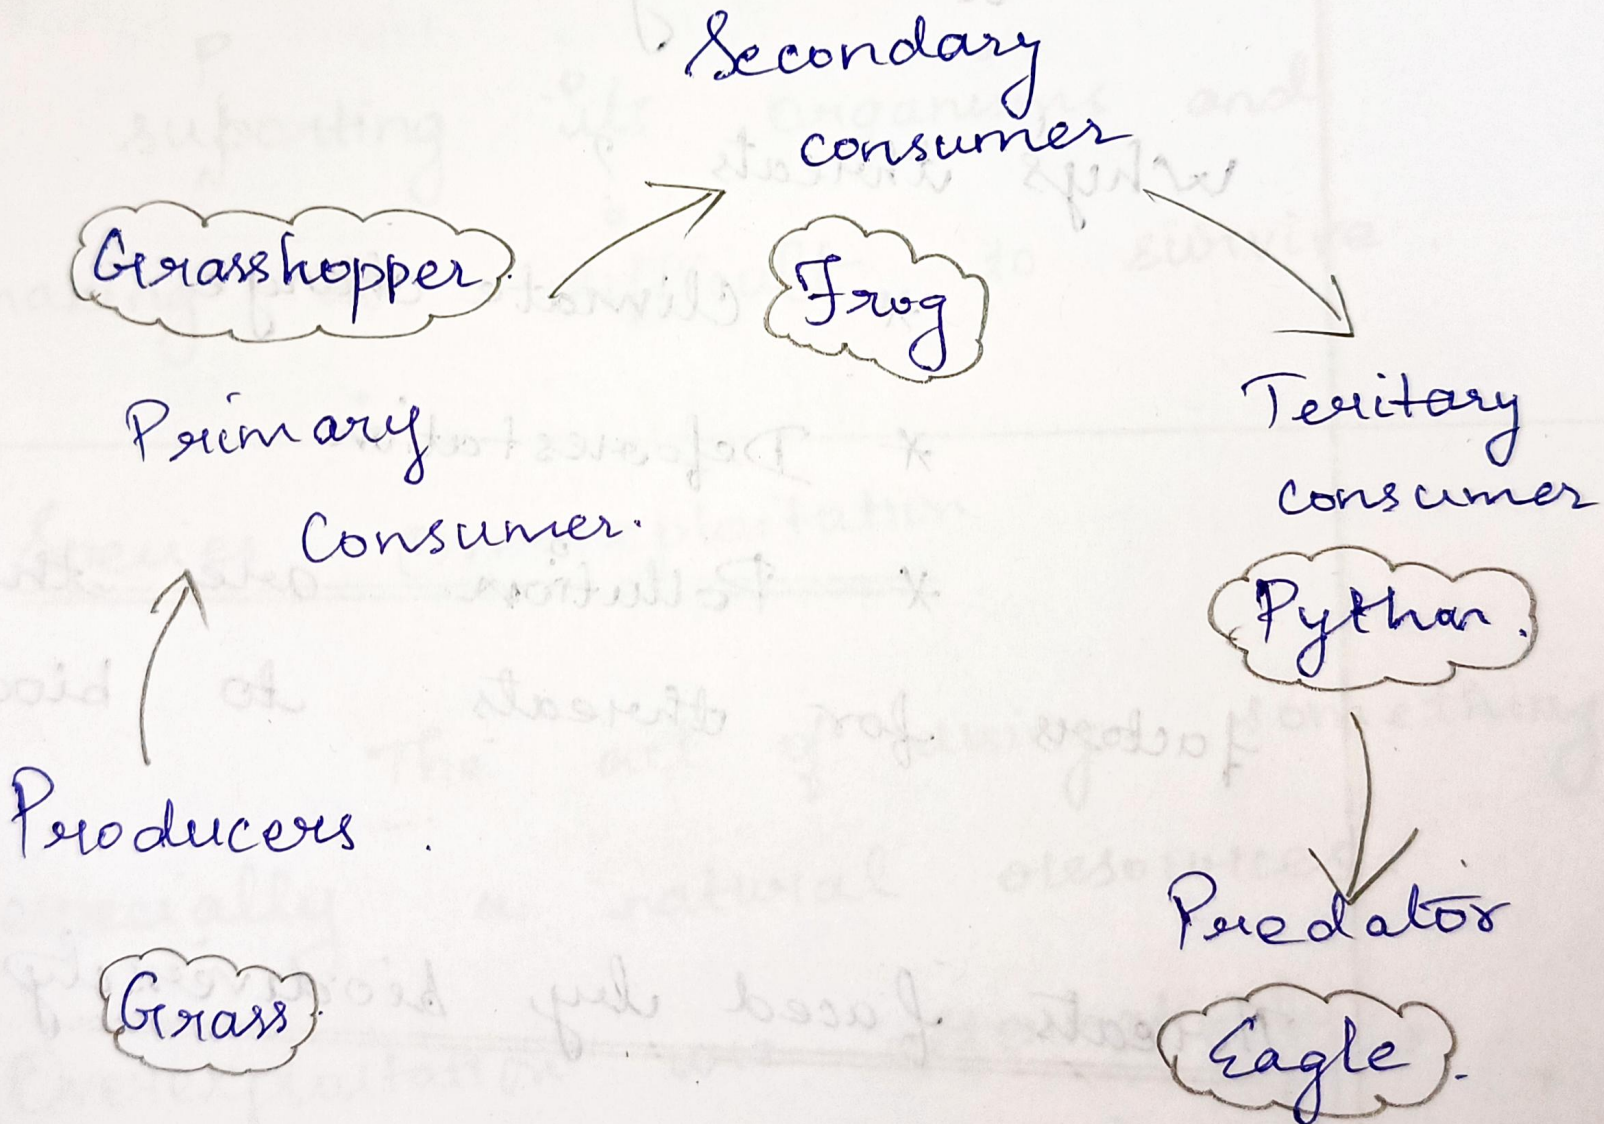 Secondary
consumer
Grasshopper.
Frog
Primary
Consumer.
Teritary
consumer
Python.
Producers.
Predator
Grass
Eagle.